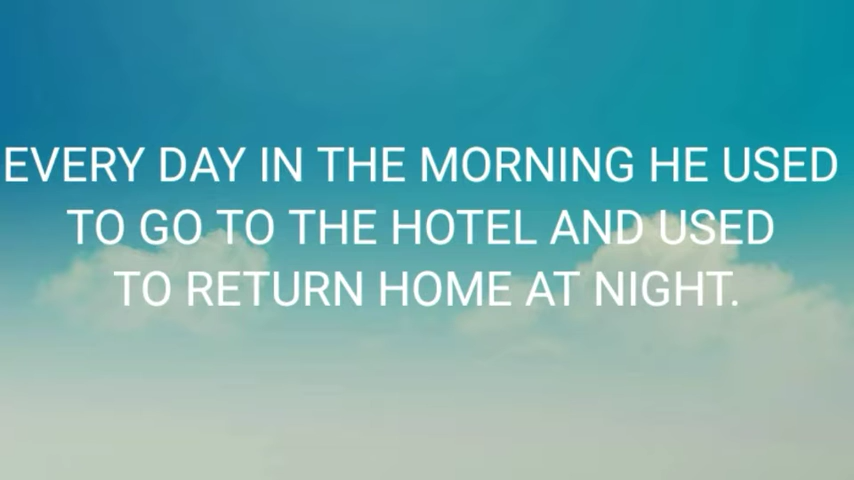 EVERY DAY IN THE MORNING HE USED
TO GO TO THE HOTEL AND USED
TO RETURN HOME AT NIGHT.